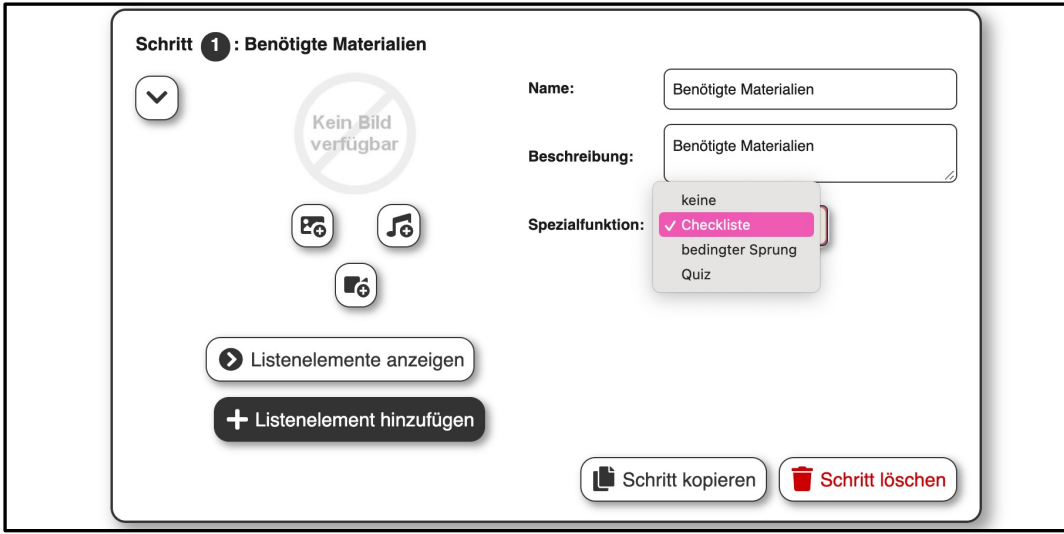 Schritt 1 : Benötigte Materialien
Kein Bild
verfügbar
Name:
Benötigte Materialien
Beschreibung:
Benötigte Materialien
Spezialfunktion:
keine
✓ Checkliste
bedingter Sprung
Quiz
Listenelemente anzeigen
Listenelement hinzufügen
Schritt kopieren
Schritt löschen